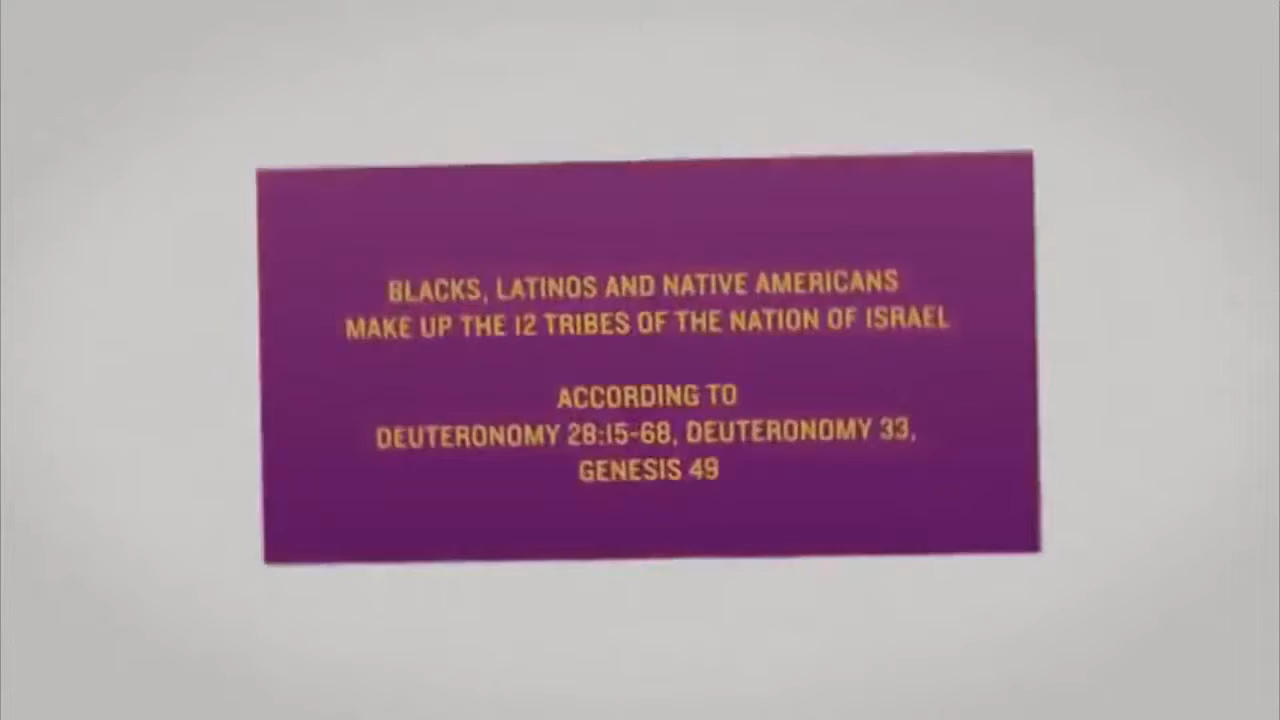 BLACKS, LATINOS AND NATIVE AMERICANS
MAKE UP THE 12 TRIBES OF THE NATION OF ISRAEL
ACCORDING TO
DEUTERONOMY 28:15-68, DEUTERONOMY 33,
GENESIS 49